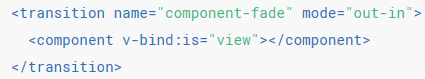 <transition name="component-fade" mode="out-in">
  <component v-bind:is="view"></component>
</transition>